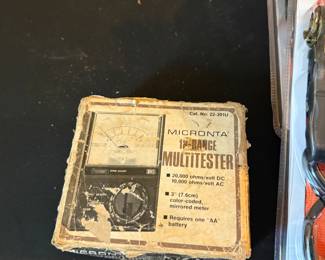 Cat. No. 22-201U
MICRONTA
RANGE
MULTITESTER
■ 20,000 ohms/volt DC
10,000 ohms/volt AC
■ 3" (7.6cm)
color-coded,
mirrored meter
■ Requires one "AA"
battery
MICRONTA